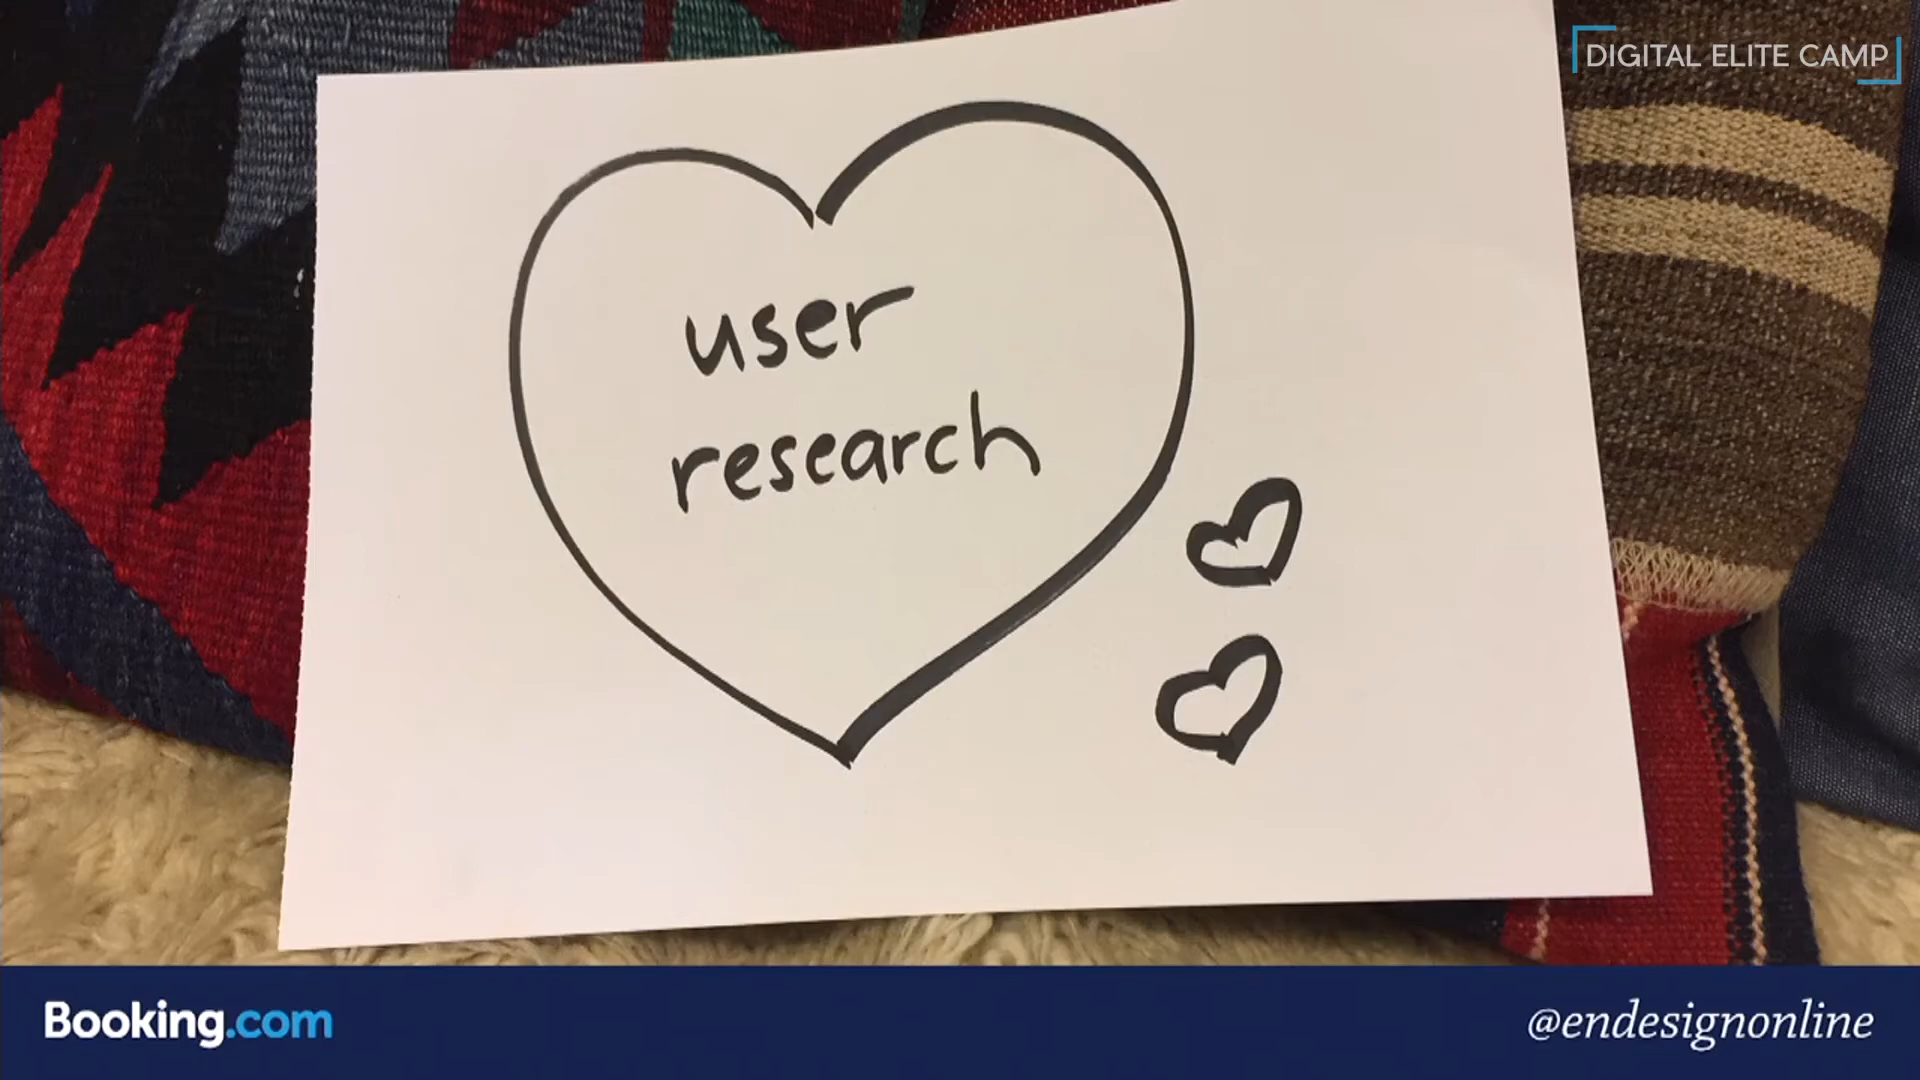 DIGITAL ELITE CAMP
user
research
Booking.com
@endesignonline